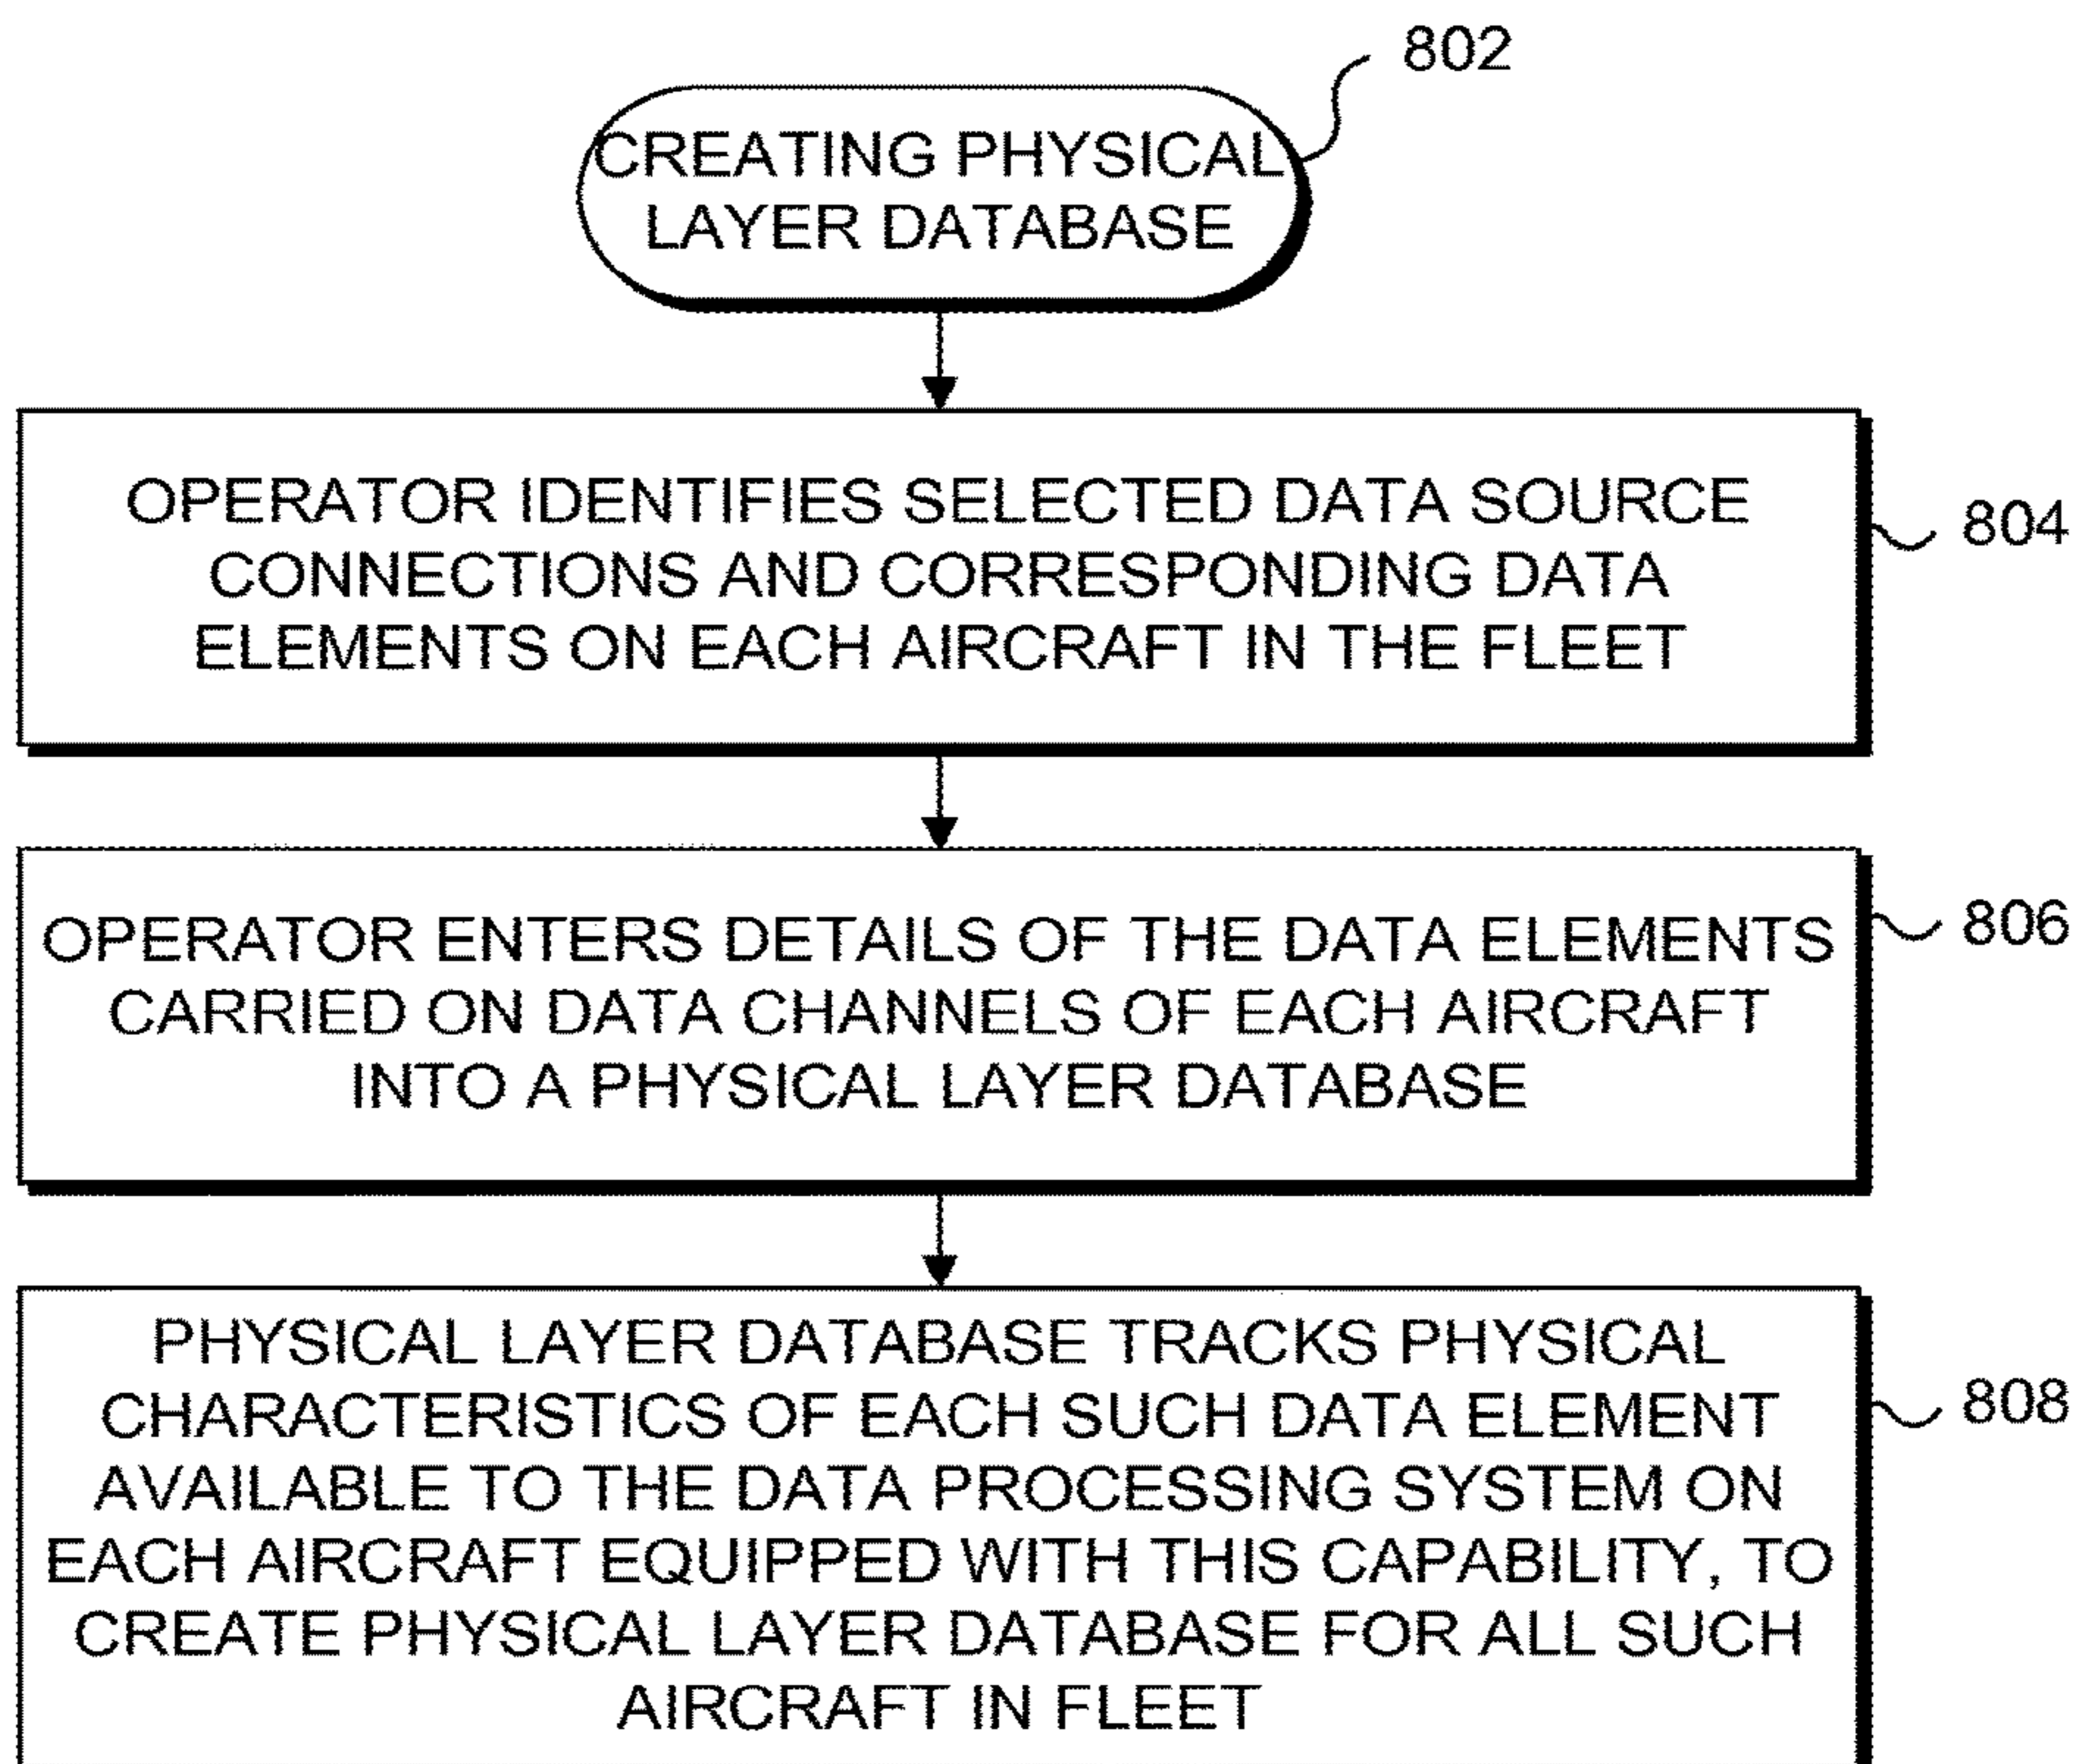 802
CREATING PHYSICAL
LAYER DATABASE
OPERATOR IDENTIFIES SELECTED DATA SOURCE
CONNECTIONS AND CORRESPONDING DATA
ELEMENTS ON EACH AIRCRAFT IN THE FLEET
804
OPERATOR ENTERS DETAILS OF THE DATA ELEMENTS
CARRIED ON DATA CHANNELS OF EACH AIRCRAFT
INTO A PHYSICAL LAYER DATABASE
806
PHYSICAL LAYER DATABASE TRACKS PHYSICAL
CHARACTERISTICS OF EACH SUCH DATA ELEMENT
AVAILABLE TO THE DATA PROCESSING SYSTEM ON
EACH AIRCRAFT EQUIPPED WITH THIS CAPABILITY, TO
CREATE PHYSICAL LAYER DATABASE FOR ALL SUCH
AIRCRAFT IN FLEET
808